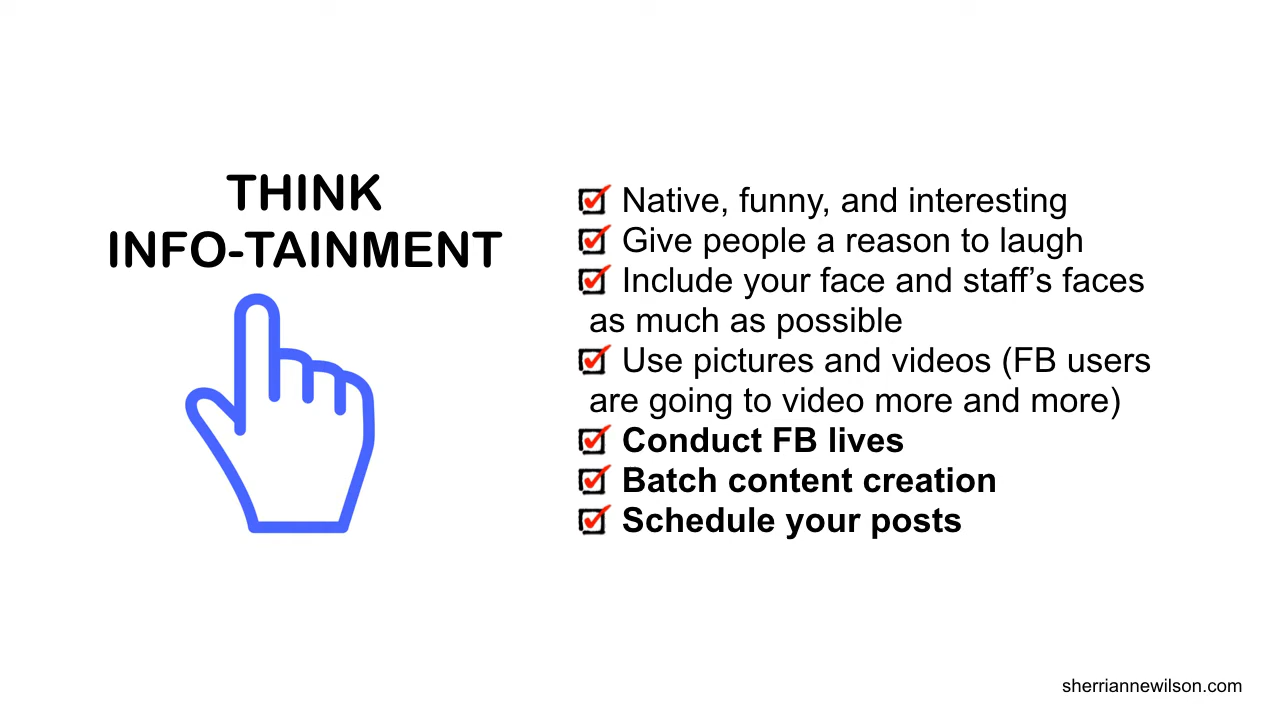 THINK
INFO-TAINMENT
Native, funny, and interesting
Give people a reason to laugh
Include your face and staff’s faces
as much as possible
Use pictures and videos (FB users
are going to video more and more)
Conduct FB lives
Batch content creation
Schedule your posts
sherriannewilson.com